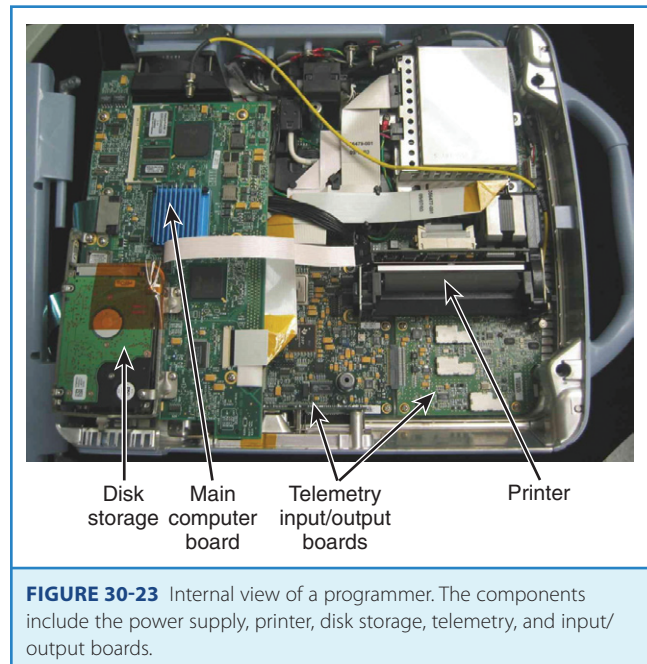 Disk storage
Main computer board
Telemetry input/output boards
Printer
FIGURE 30-23 Internal view of a programmer. The components
include the power supply, printer, disk storage, telemetry, and input/
output boards.